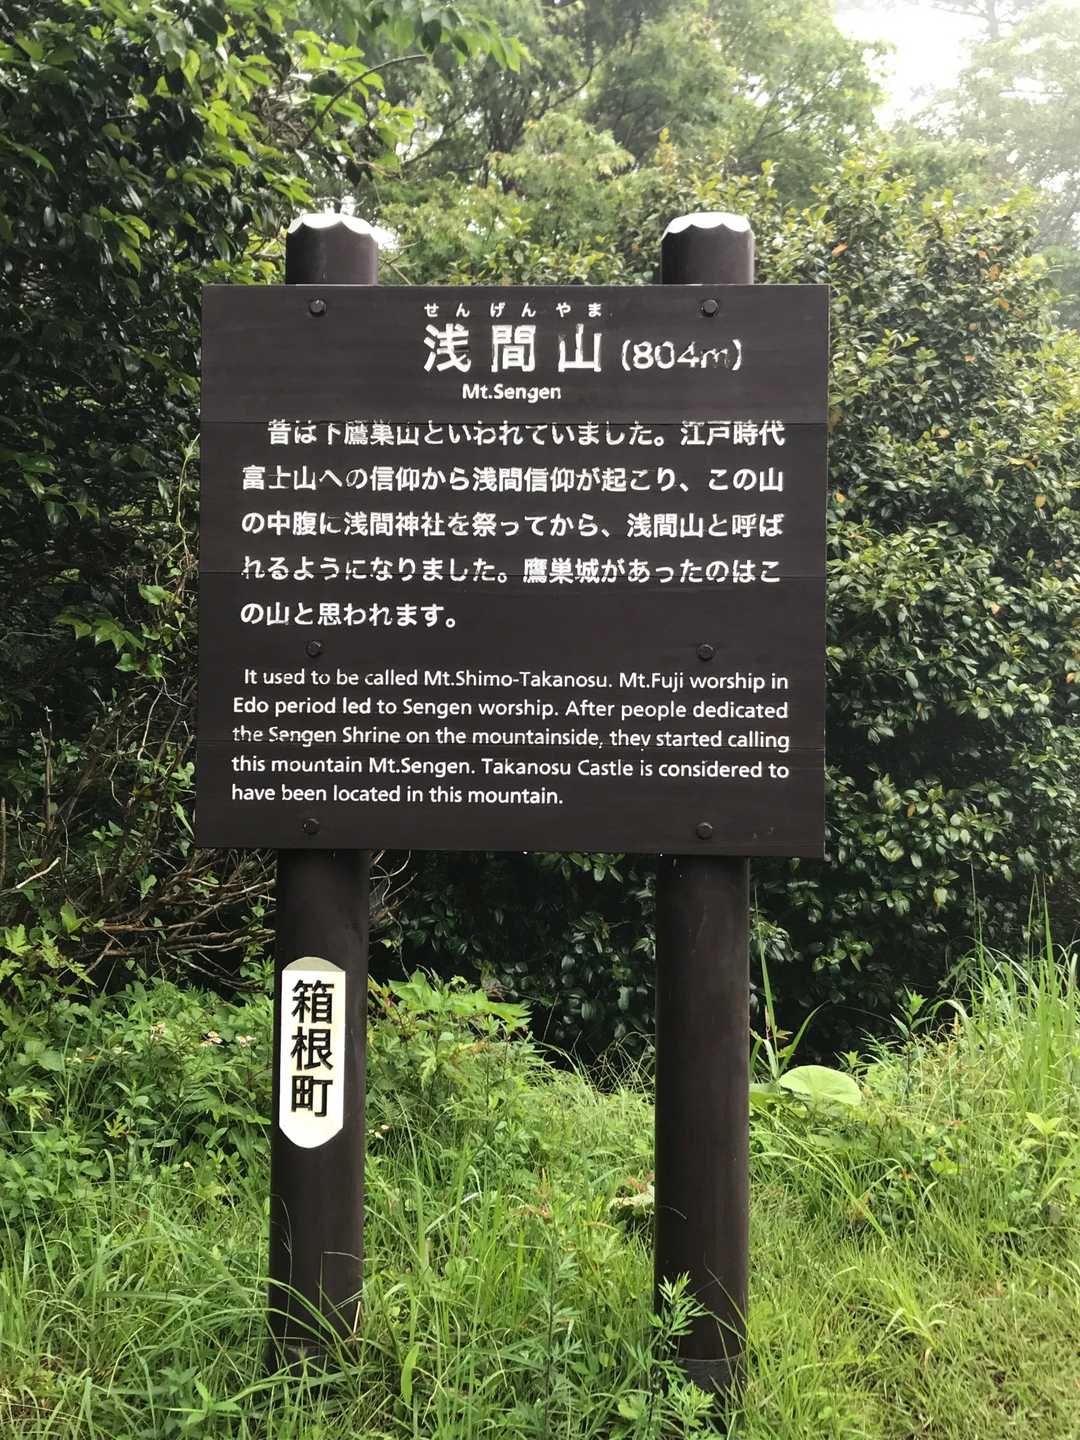 せんげんやま
浅間山(804m)
Mt.Sengen
昔は下鷹巣山といわれていました。江戸時代
富士山への信仰から浅間信仰が起こり、この山
の中腹に浅間神社を祭ってから、浅間山と呼ば
れるようになりました。鷹巣城があったのはこ
の山と思われます。
It used to be called Mt.Shimo-Takanosu. Mt.Fuji worship in
Edo period led to Sengen worship. After people dedicated
the Sengen Shrine on the mountainside, they started calling
this mountain Mt.Sengen. Takanosu Castle is considered to
have been located in this mountain.
箱根町